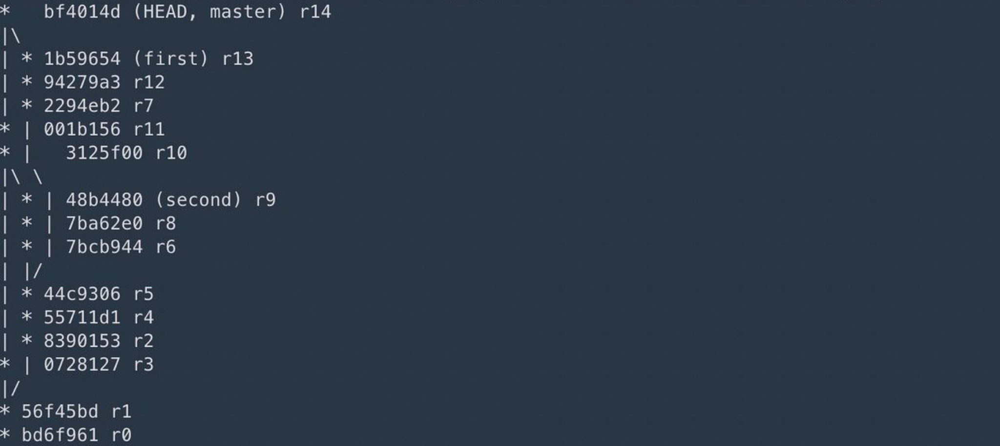 *   bf4014d (HEAD, master) r14
|\
| * 1b59654 (first) r13
| * 94279a3 r12
| * 2294eb2 r7
* | 001b156 r11
* |   3125f00 r10
|\ \
| * | 48b4480 (second) r9
| * | 7ba62e0 r8
| * | 7bcb944 r6
| |/
| * 44c9306 r5
| * 55711d1 r4
| * 8390153 r2
* | 0728127 r3
|/
* 56f45bd r1
* bd6f961 r0